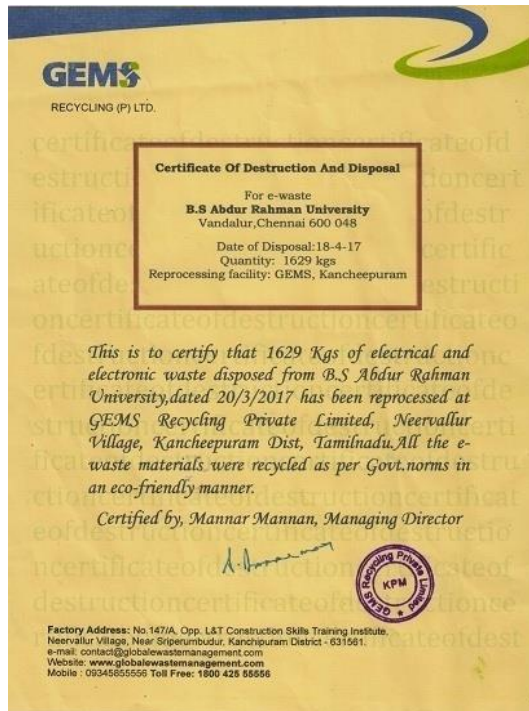 GEMS
RECYCLING (P) LTD.
Certificate Of Destruction And Disposal
For e-waste
B.S Abdur Rahman University
Vandalur,Chennai 600 048
Date of Disposal:18-4-17
Quantity: 1629 kgs
Reprocessing facility: GEMS, Kancheepuram
This is to certify that 1629 Kgs of electrical and
electronic waste disposed from B.S Abdur Rahman
University,dated 20/3/2017 has been reprocessed at
GEMS Recycling Private Limited, Neervallur
Village, Kancheepuram Dist, Tamilnadu.All the e-
waste materials were recycled as per Govt.norms in
an eco-friendly manner.
Certified by, Mannar Mannan, Managing Director
GEMS Recycling Private Limited
KPM
Factory Address: No.147/A, Opp. L&T Construction Skills Training Institute,
Neervallur Village, Near Sriperumbudur, Kanchipuram District - 631561.
e-mail: contact@globalewastemanagement.com
Website: www.globalewastemanagement.com
Mobile : 09345855556 Toll Free: 1800 425 55556